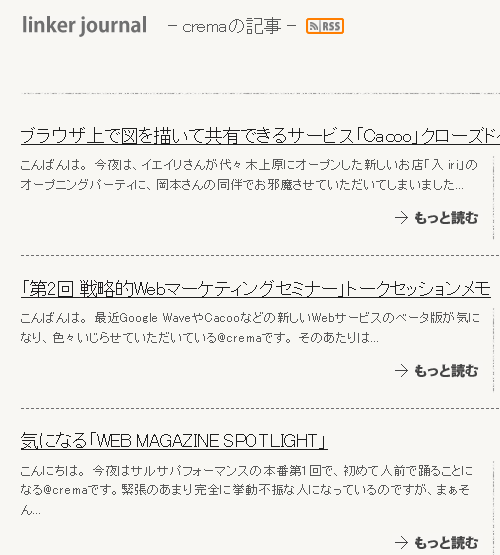 linker journal － cremaの記事 － RSS
ブラウザ上で図を描いて共有できるサービス「Cacoo」クローズド
こんばんは。 今夜は、イエイリさんが代々木上原にオープンした新しいお店「入 iri」の
オープニングパーティに、岡本さんの同伴でお邪魔させていただいてしまいました...
→ もっと読む
「第2回 戦略的Webマーケティングセミナー」トークセッションメモ
こんばんは。 最近Google WaveやCacooなどの新しいWebサービスのベータ版が気に
なり、色々いじらせていただいている@cremaです。 そのあたりは...
→ もっと読む
気になる「WEB MAGAZINE SPOTLIGHT」
こんにちは。 今夜はサルサパフォーマンスの本番第1回で、初めて人前で踊ることに
なる@cremaです。緊張のあまり完全に挙動不振な人になっているのですが、まぁそ
ん...
→ もっと読む